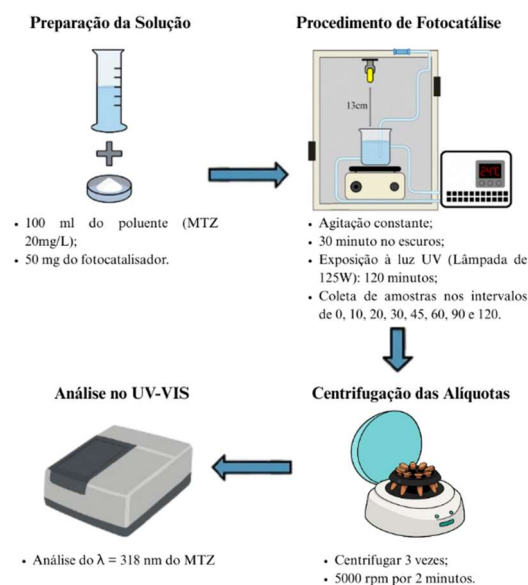 Preparação da Solução
• 100 ml do poluente (MTZ
20mg/L);
• 50 mg do fotocatalisador.
Procedimento de Fotocatálise
13cm
24°C
• Agitação constante;
• 30 minuto no escuros;
• Exposição à luz UV (Lâmpada de
125W): 120 minutos;
• Coleta de amostras nos intervalos
de 0, 10, 20, 30, 45, 60, 90 e 120.
Centrifugação das Alíquotas
• Centrifugar 3 vezes;
• 5000 rpm por 2 minutos.
Análise no UV-VIS
• Análise do λ = 318 nm do MTZ